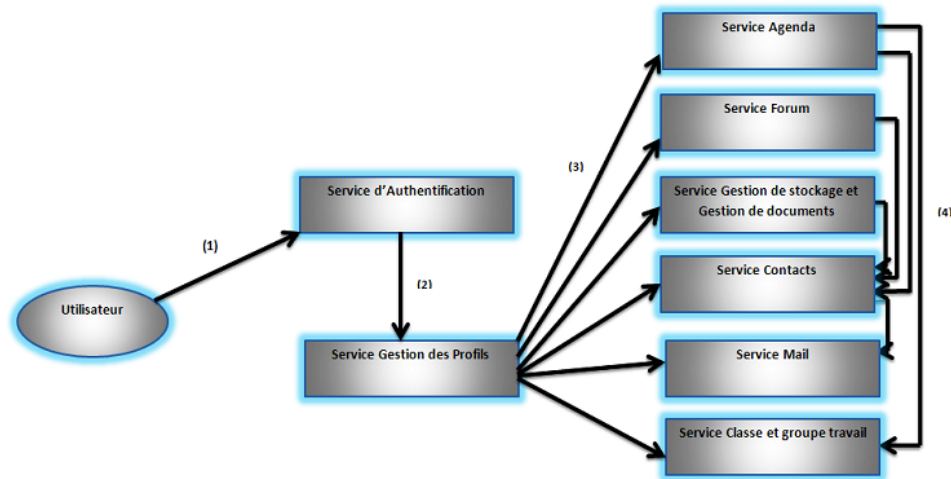 Service Agenda
Service Forum
(3)
Service d'Authentification
Service Gestion de stockage et
Gestion de documents
(4)
(1)
Service Contacts
(2)
Utilisateur
Service Gestion des Profils
Service Mail
Service Classe et groupe travail